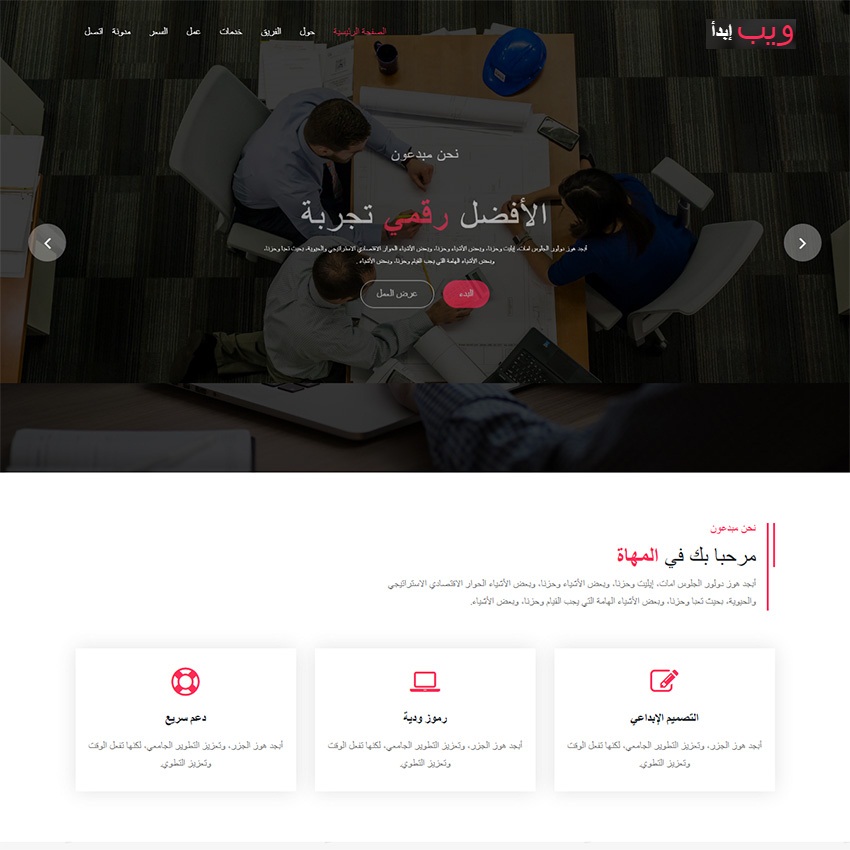 ويب إبدأ
الصفحة الرئيسية حول الفريق خدمات عمل السعر مدونة اتصل
نحن مبدعون
الأفضل رقمي تجربة
أبجد هوز دولور الجلوس امات، إيليت وحزنا، وبعض الأشياء وحزنا، وبعض الأشياء الحوار الاقتصادي الاستراتيجي والحيوية، بحيث تعبا وحزنا،
وبعض الأشياء الهامة التي يجب القيام وحزنا، وبعض الأشياء .
البدء
عرض العمل
نحن مبدعون
مرحبا بك في المهاة
أبجد هوز دولور الجلوس امات، إيليت وحزنا، وبعض الأشياء وحزنا، وبعض الأشياء الحوار الاقتصادي الاستراتيجي
والحيوية، بحيث تعبا وحزنا، وبعض الأشياء الهامة التي يجب القيام وحزنا، وبعض الأشياء.
التصميم الإبداعي
أبجد هوز الجزر، وتعزيز التطوير الجامعي، لكنها تفعل الوقت
وتعزيز التطوي.
رموز ودية
أبجد هوز الجزر، وتعزيز التطوير الجامعي، لكنها تفعل الوقت
وتعزيز التطوي.
دعم سريع
أبجد هوز الجزر، وتعزيز التطوير الجامعي، لكنها تفعل الوقت
وتعزيز التطوي.